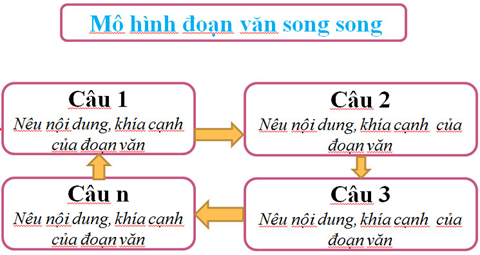 Mô hình đoạn văn song song
Câu 1
Nêu nội dung, khía cạnh
của đoạn văn
Câu 2
Nêu nội dung, khía cạnh của
đoạn văn
Câu 3
Nêu nội dung, khía cạnh của
đoạn văn
Câu n
Nêu nội dung, khía cạnh
của đoạn văn